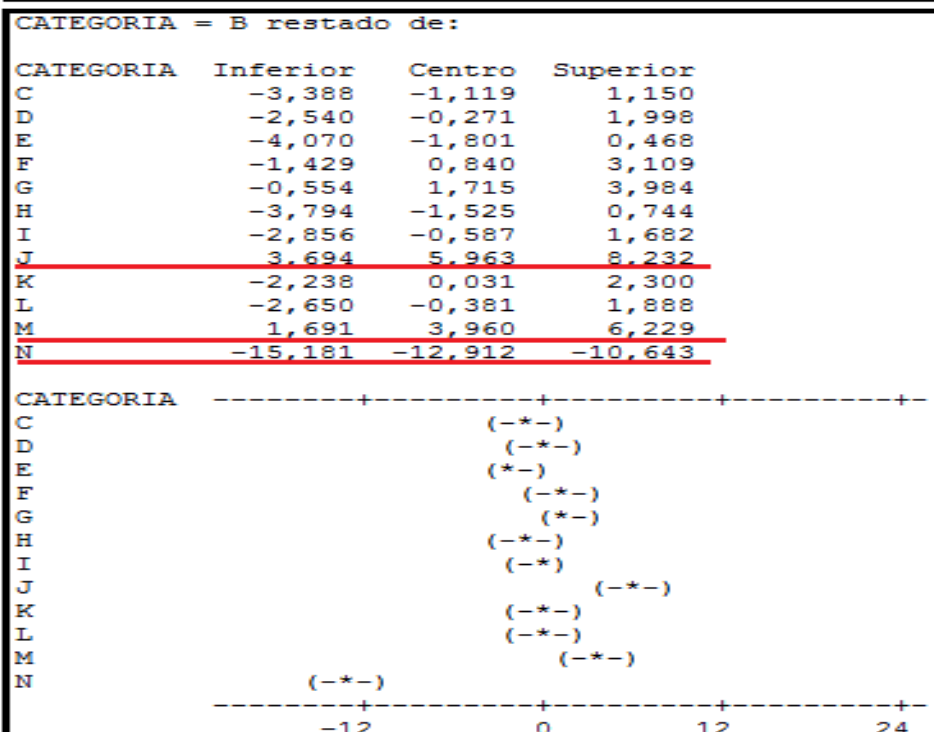 CATEGORIA = B restado de:
CATEGORIA Inferior Centro Superior
C -3,388 -1,119 1,150
D -2,540 -0,271 1,998
E -4,070 -1,801 0,468
F -1,429 0,840 3,109
G -0,554 1,715 3,984
H -3,794 -1,525 0,744
I -2,856 -0,587 1,682
J 3,694 5,963 8,232
K -2,238 0,031 2,300
L -2,650 -0,381 1,888
M 1,691 3,960 6,229
N -15,181 -12,912 -10,643
CATEGORIA --------+---------+---------+---------+-
C (-*-)
D (-*-)
E (*-)
F (-*-)
G (*-)
H (-*-)
I (-*)
J (-*-)
K (-*-)
L (-*-)
M (-*-)
N (-*-)
--------+---------+---------+---------+-
-12 0 12 24